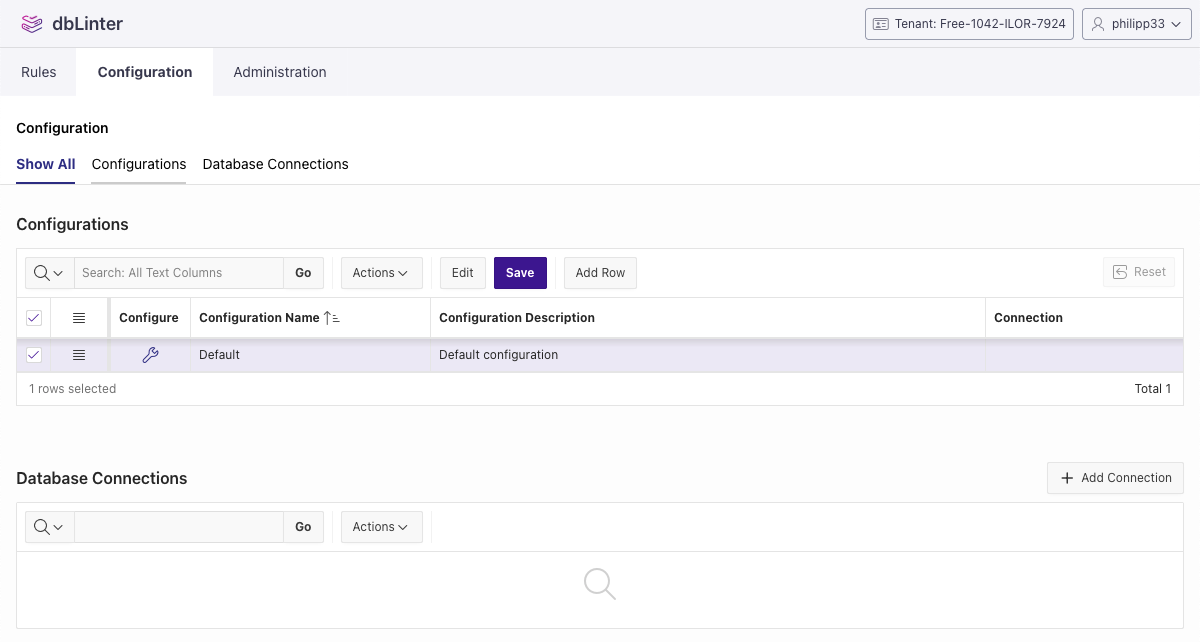 dbLinter
Tenant: Free-1042-ILOR-7924
philipp33
Rules
Configuration
Administration
Configuration
Show All
Configurations
Database Connections
Configurations
Search: All Text Columns
Go
Actions
Edit
Save
Add Row
Reset
Configure
Configuration Name
Configuration Description
Connection
Default
Default configuration
1 rows selected
Total 1
Database Connections
Add Connection
Go
Actions